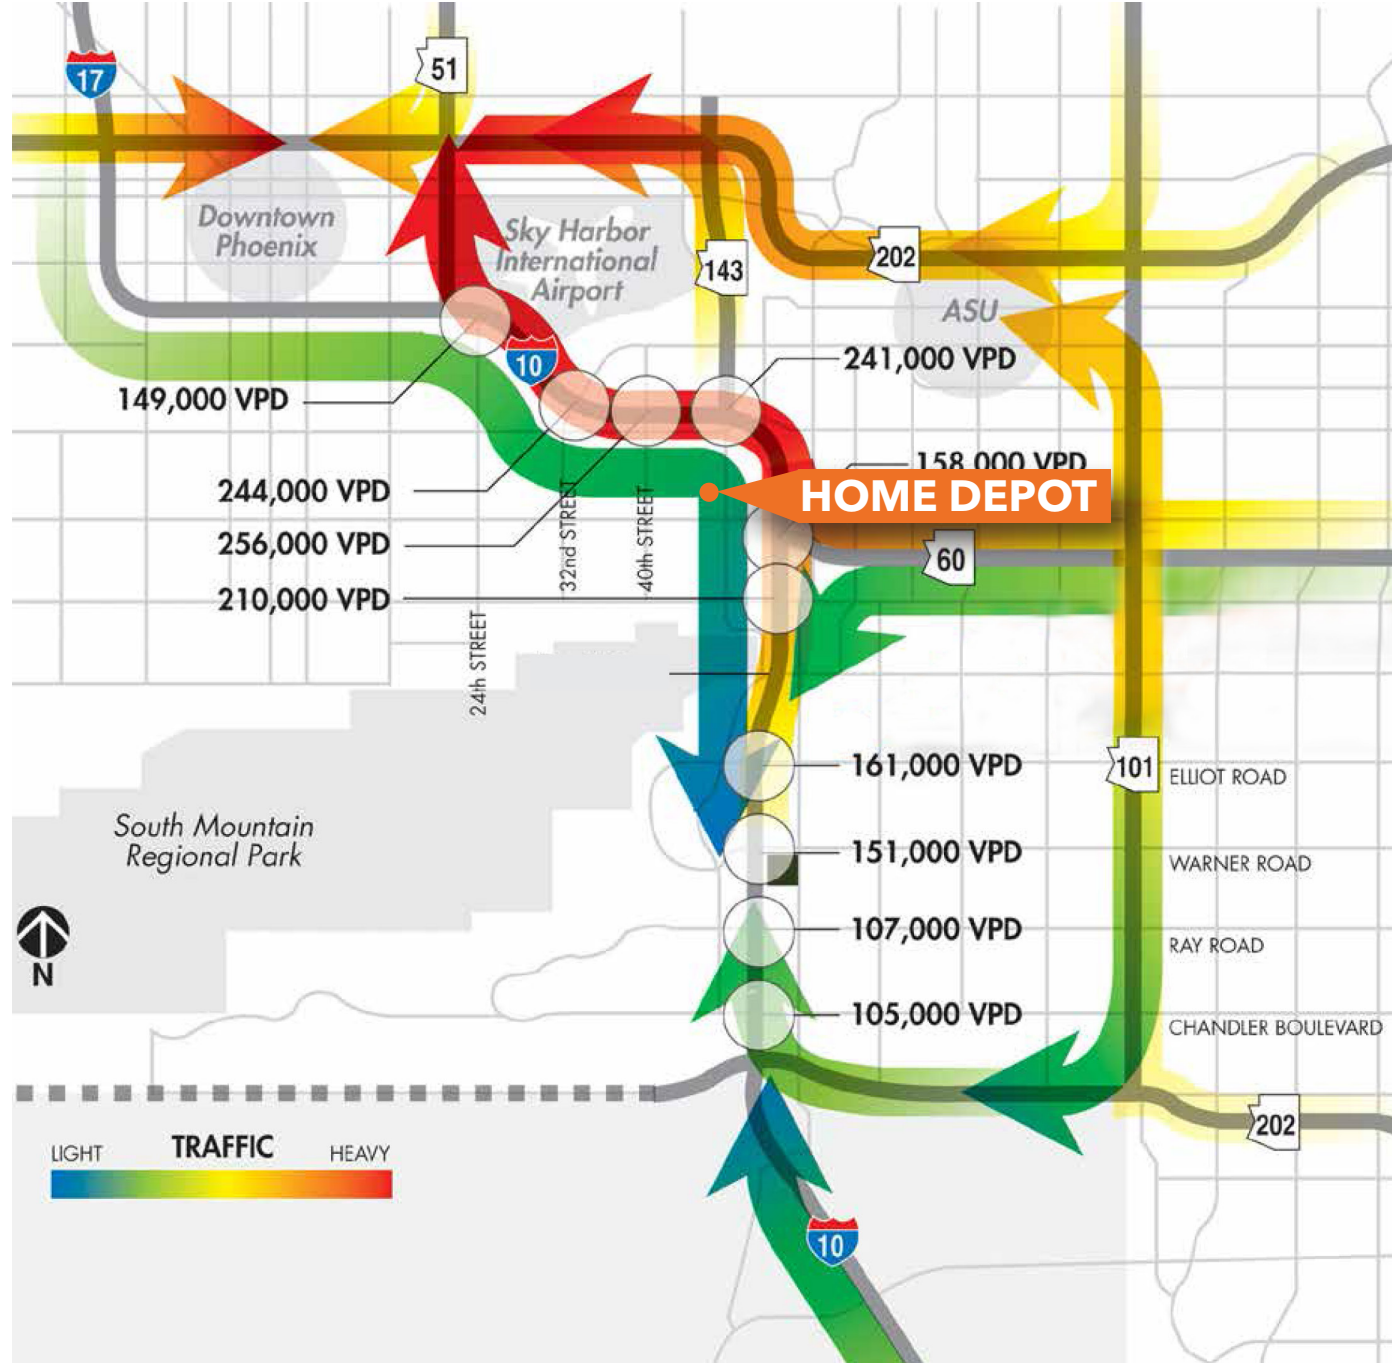 17
51
Downtown
Phoenix
Sky Harbor
International
Airport
143
202
ASU
10
241,000 VPD
149,000 VPD
158,000 VPD
244,000 VPD
HOME DEPOT
256,000 VPD
32nd STREET
40th STREET
60
210,000 VPD
24th STREET
161,000 VPD
101
ELLIOT ROAD
South Mountain
Regional Park
151,000 VPD
WARNER ROAD
107,000 VPD
RAY ROAD
N
105,000 VPD
CHANDLER BOULEVARD
202
LIGHT TRAFFIC HEAVY
10